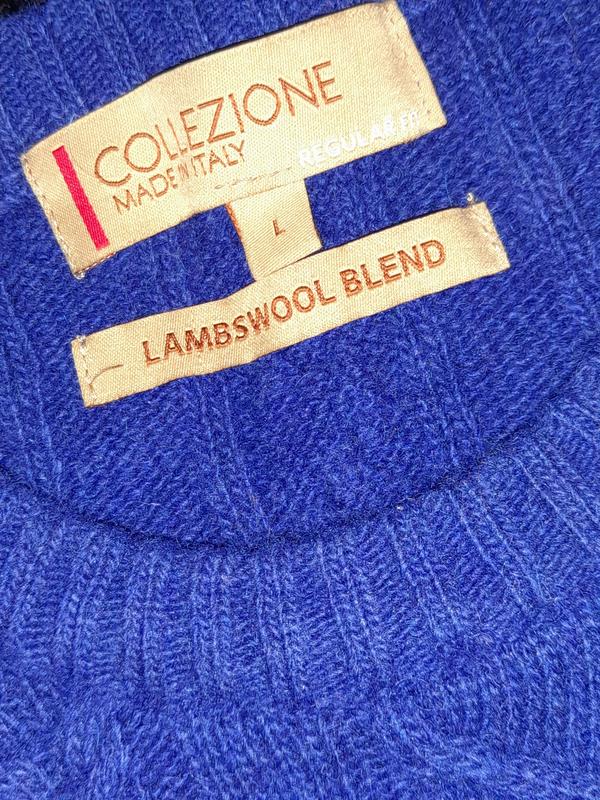 COLLEZIONE
MADE IN ITALY
REGULAR FIT
L
LAMBSWOOL BLEND